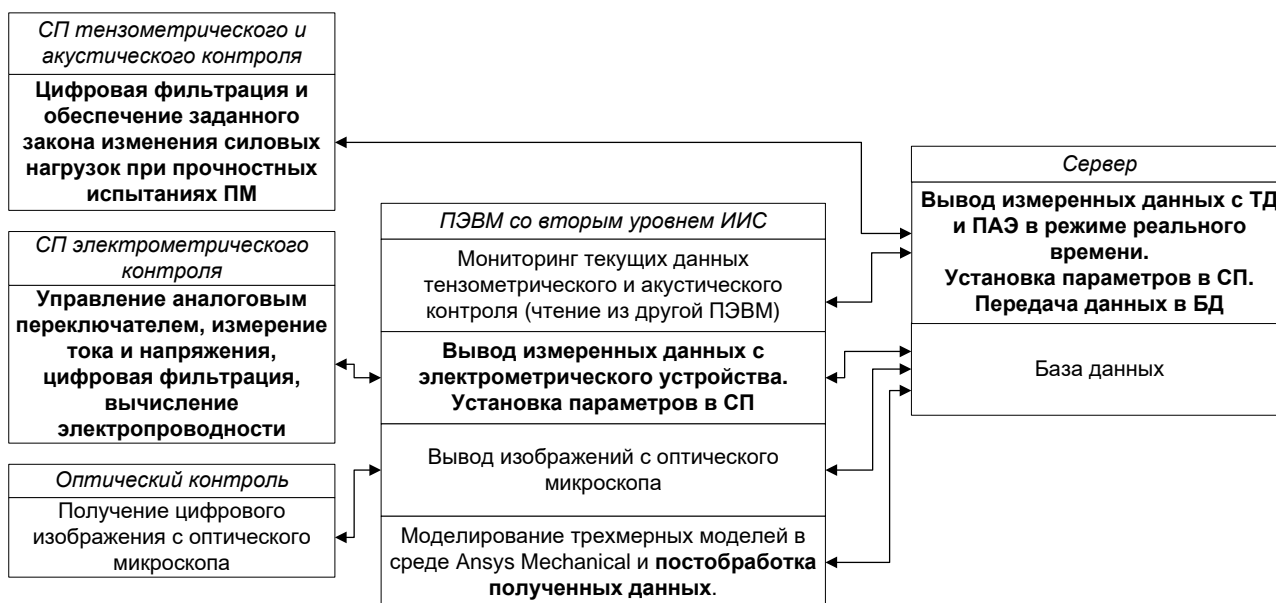 СП тензометрического и
акустического контроля
Цифровая фильтрация и
обеспечение заданного
закона изменения силовых
нагрузок при прочностных
испытаниях ПМ
СП электрометрического
контроля
Управление аналоговым
переключателем, измерение
тока и напряжения,
цифровая фильтрация,
вычисление
электропроводности
Оптический контроль
Получение цифрового
изображения с оптического
микроскопа
ПЭВМ со вторым уровнем ИИС
Мониторинг текущих данных
тензометрического и акустического
контроля (чтение из другой ПЭВМ)
Вывод измеренных данных с
электрометрического устройства.
Установка параметров в СП
Вывод изображений с оптического
микроскопа
Моделирование трехмерных моделей в
среде Ansys Mechanical и постобработка
полученных данных.
Сервер
Вывод измеренных данных с ТД
и ПАЭ в режиме реального
времени.
Установка параметров в СП.
Передача данных в БД
База данных